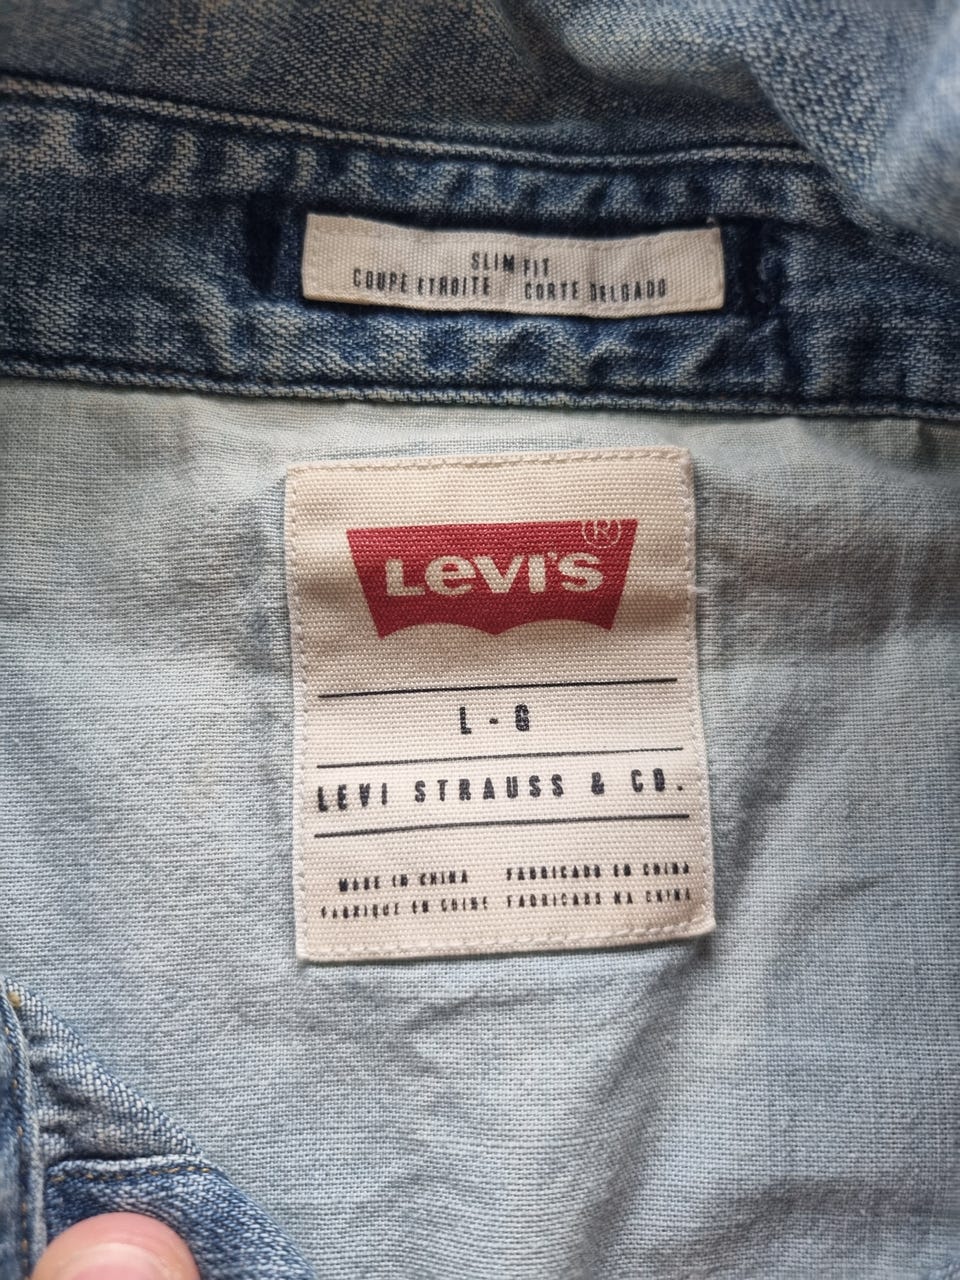 SLIM FIT
COUPE ETROITE CORTE DELGADO
Levi's®
L - G
LEVI STRAUSS & CO.
MADE IN CHINA FABRICADO EN CHINA
FABRIQUE EN CHINE FABRICADO NA CHINA